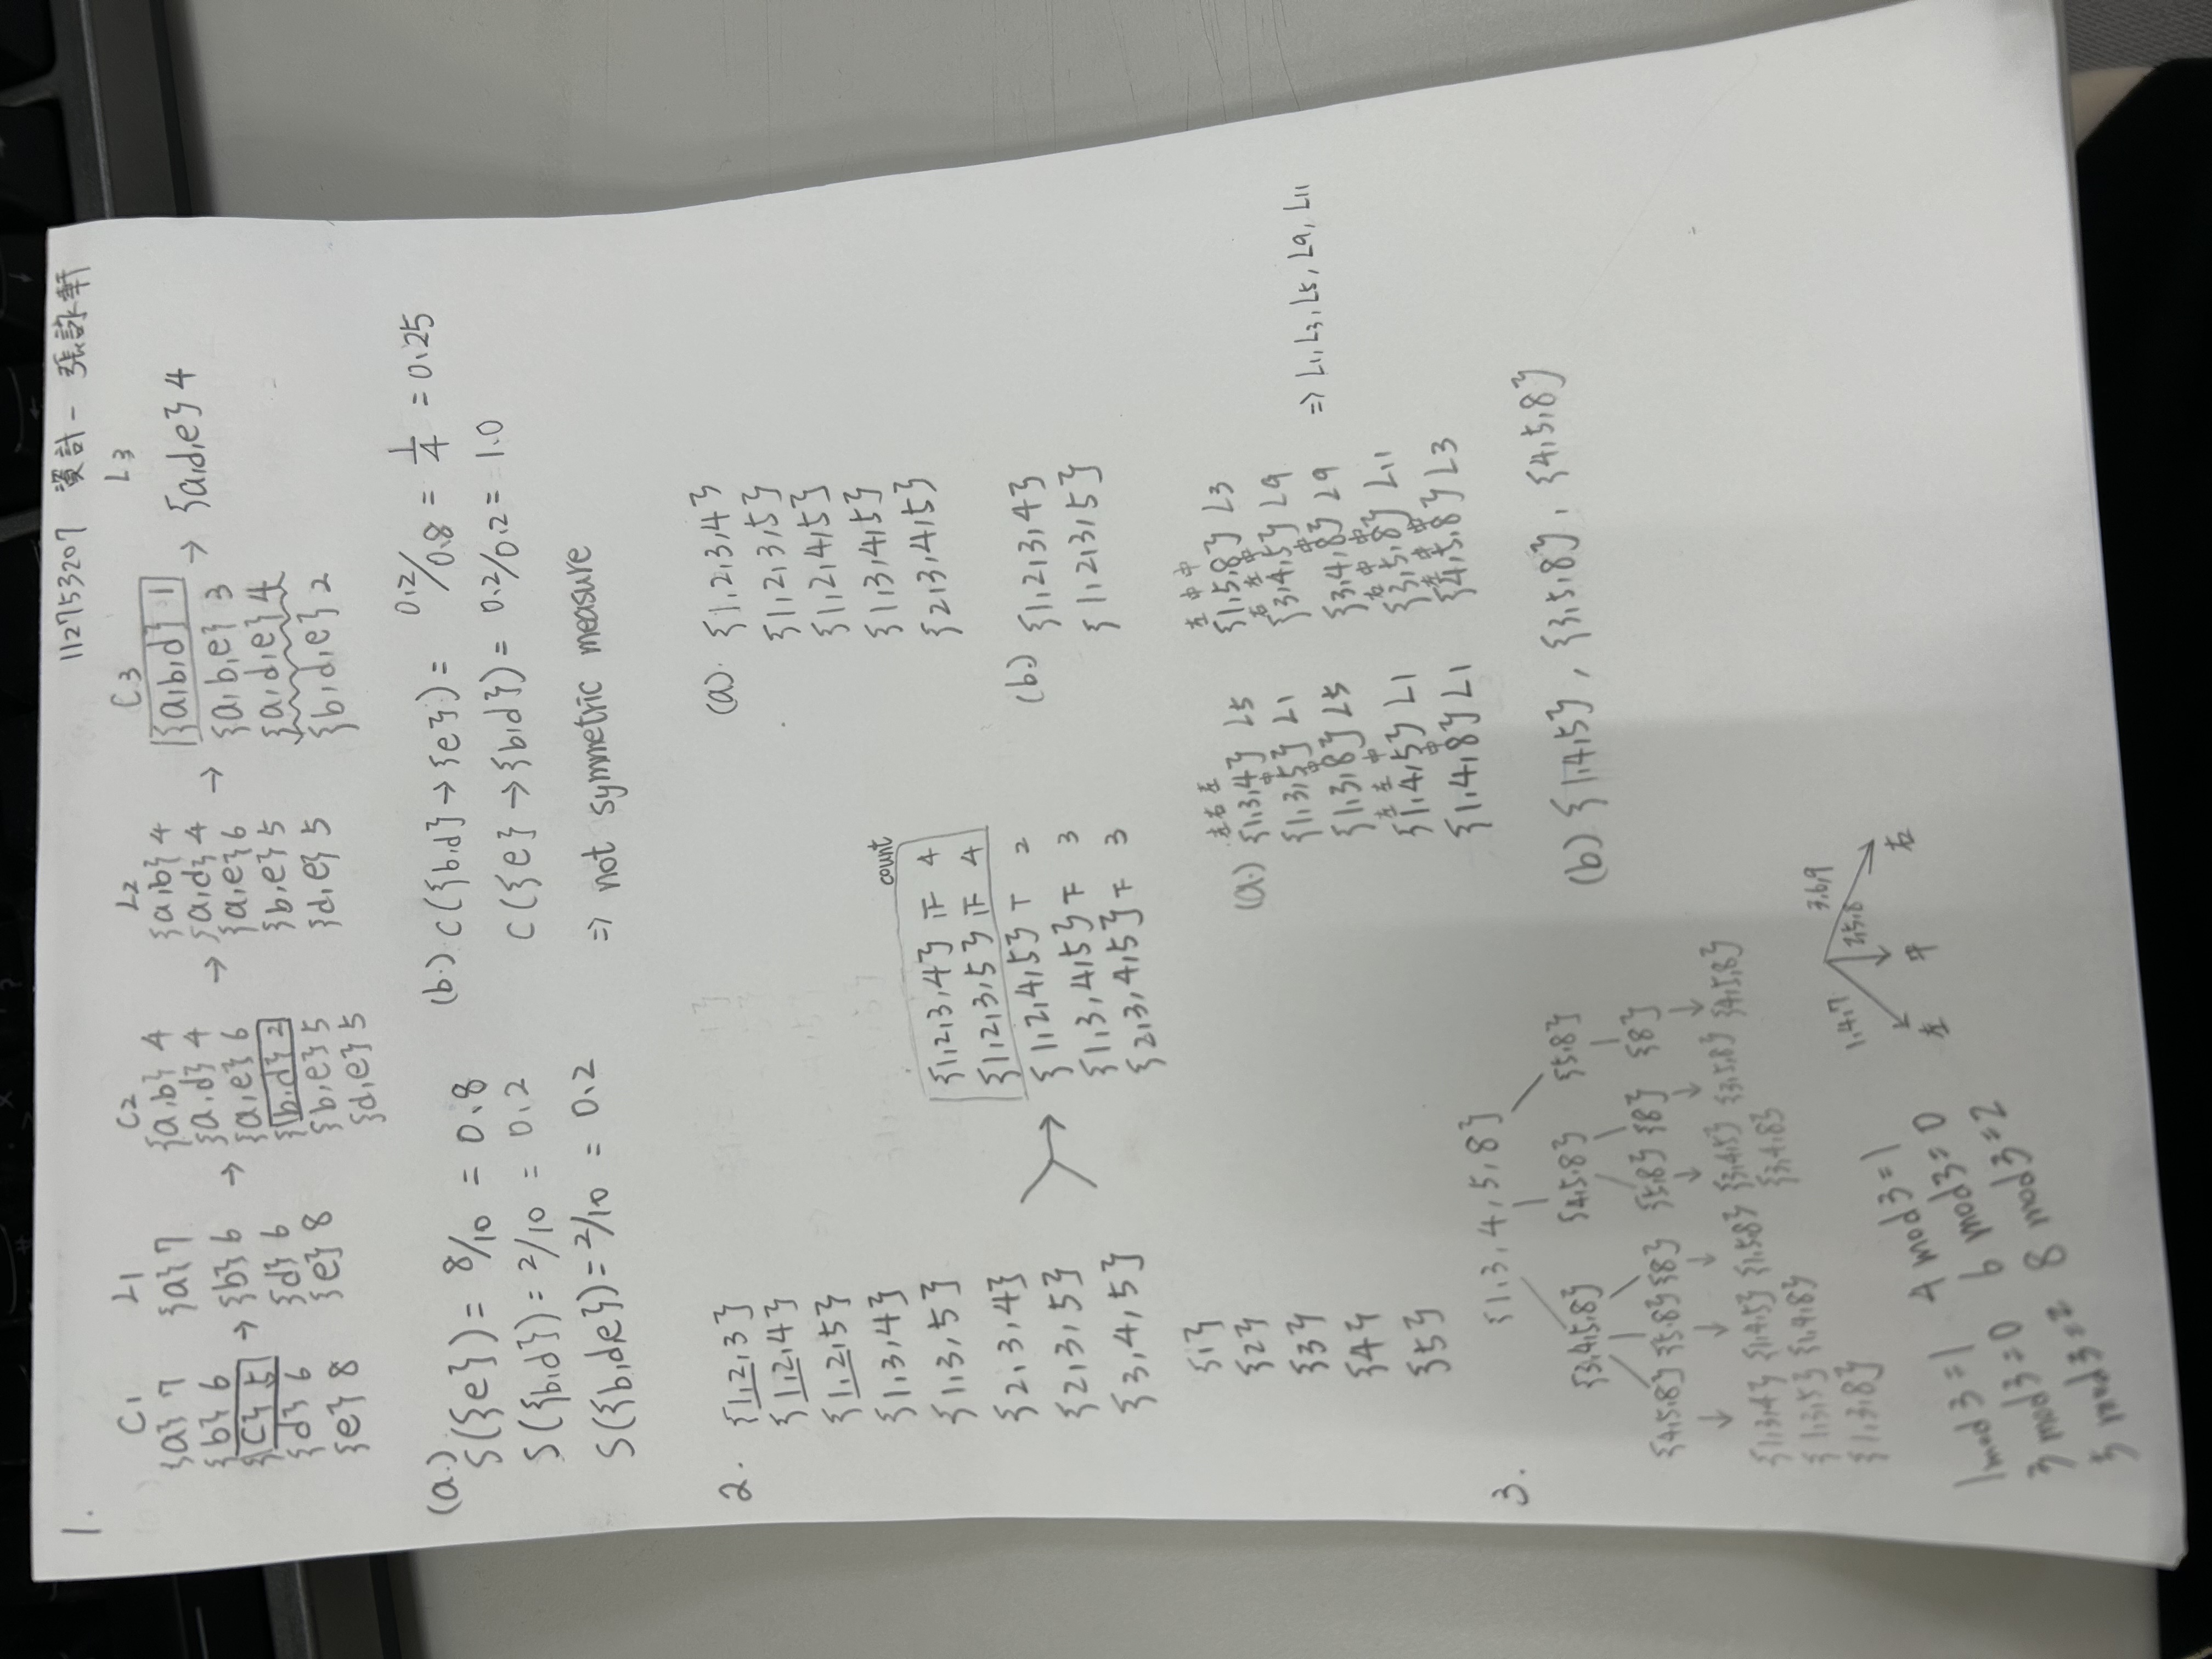 1.
112753207 資計一 張詠軒
C1 L1 C2 L2 C3 L3
{a} 7 {a} 7 {a,b} 4 {a,b} 4 {a,b,d} 1
{b} 6 → {b} 6 → {a,d} 4 → {a,d} 4 → {a,b,e} 3 → {a,d,e} 4
{c} 5 {d} 6 {a,e} 6 {a,e} 6 {a,d,e} 4
{d} 6 {e} 8 {b,d} 2 {b,e} 5 {b,d,e} 2
{e} 8 {b,e} 5 {d,e} 5
{d,e} 5
(a.)
S({e}) = 8/10 = 0.8
S({b,d}) = 2/10 = 0.2
S({b,d,e}) = 2/10 = 0.2
(b.) C({b,d} → {e}) = 0.2/0.8 = 1/4 = 0.25
C({e} → {b,d}) = 0.2/0.2 = 1.0
=> not symmetric measure
2.
{1,2,3}
{1,2,4}
{1,2,5}
{1,3,4}
{1,3,5}
{2,3,4}
{2,3,5}
{3,4,5}
{1}
{2}
{3}
{4}
{5}
count
{1,2,3,4} 4
{1,2,3,5} 4
{1,2,4,5} 2
{1,3,4,5} 3
{2,3,4,5} 3
(a). {1,2,3,4}
{1,2,3,5}
{1,2,4,5}
{1,3,4,5}
{2,3,4,5}
(b.) {1,2,3,4}
{1,2,3,5}
3.
{1,3,4,5,8}
{3,4,5,8} {4,5,8} {5,8}
{4,5,8} {5,8} {8} {5,8} {8} {8}
↓ ↓ ↓ ↓ ↓ ↓
{1,3,4} {1,4,5} {1,5,8} {3,4,5} {3,5,8} {4,5,8}
{1,3,5} {1,4,8} {3,4,8}
{1,3,8}
1 mod 3 = 1 4 mod 3 = 1
3 mod 3 = 0 6 mod 3 = 0
5 mod 3 = 2 8 mod 3 = 2
1,4,7 2,5,8 3,6,9
左 中 右
左 右 左 左 中 中
(a.) {1,3,4} L5 {1,5,8} L3
中 右 左 中
{1,3,5} L1 {3,4,5} L9
中 中
{1,3,8} L5 {3,4,8} L9
=> L1, L3, L5, L9, L11
左 左 中 右 中 中
{1,4,5} L1 {3,5,8} L11
中 左 中 中
{1,4,8} L1 {4,5,8} L3
(b) {1,4,5}, {3,5,8}, {4,5,8}